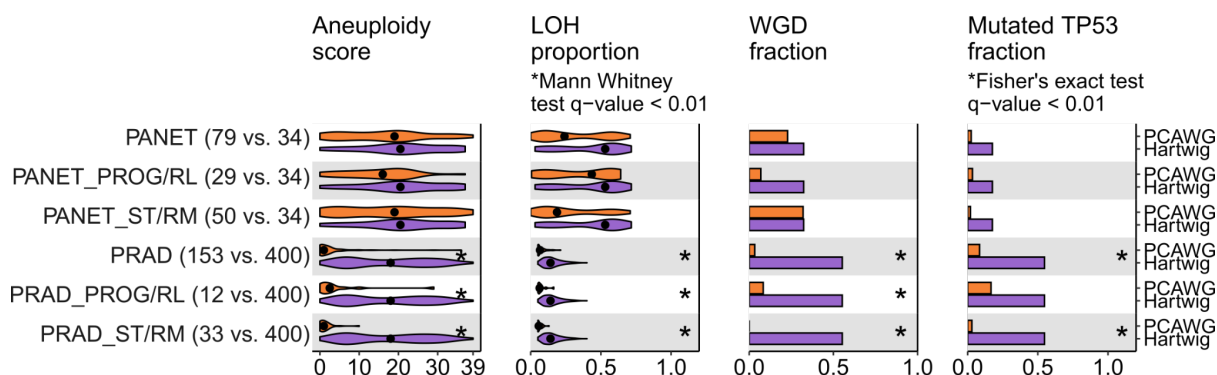 Aneuploidy
score
LOH
proportion
*Mann Whitney
test q−value < 0.01
WGD
fraction
Mutated TP53
fraction
*Fisher's exact test
q−value < 0.01
PANET (79 vs. 34)
PCAWG
Hartwig
PANET_PROG/RL (29 vs. 34)
PCAWG
Hartwig
PANET_ST/RM (50 vs. 34)
PCAWG
Hartwig
PRAD (153 vs. 400)
* * * *
PCAWG
Hartwig
PRAD_PROG/RL (12 vs. 400)
* * *
PCAWG
Hartwig
PRAD_ST/RM (33 vs. 400)
* * * *
PCAWG
Hartwig
0 10 20 30 39
0.0 0.5 1.0
0.0 0.5 1.0
0.0 0.5 1.0